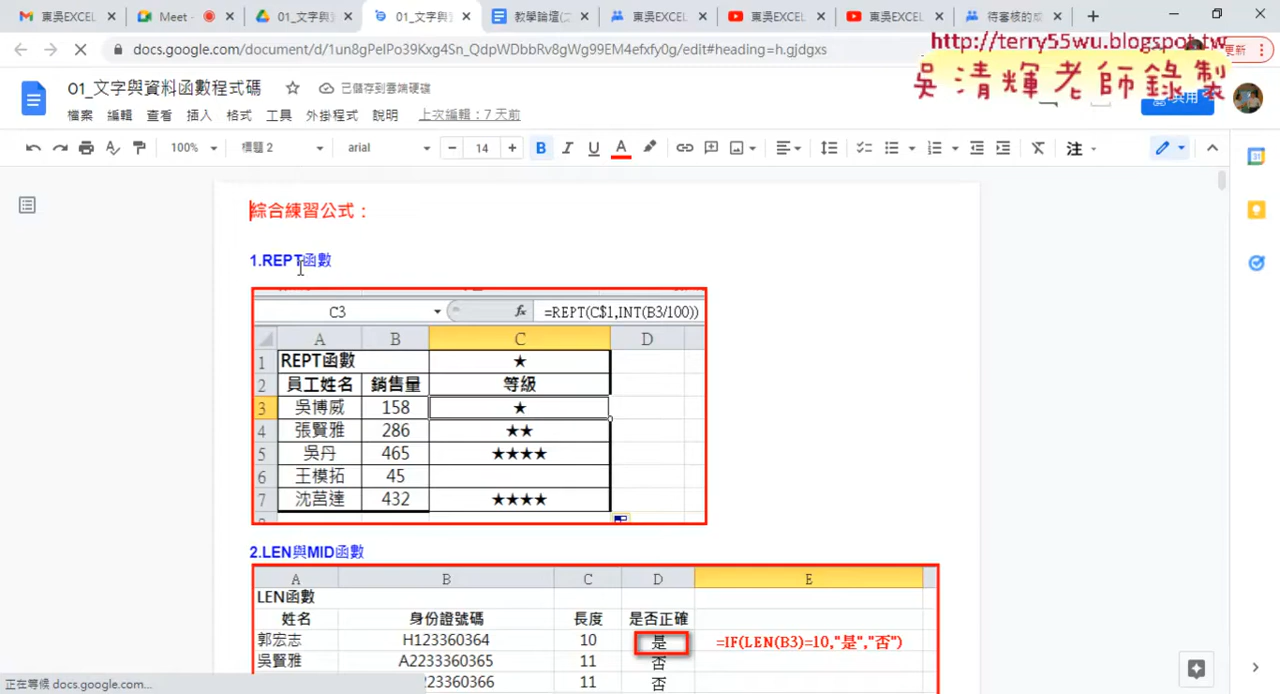 Meet -
01_文字與
01_文字與
教學論壇(
東吳EXCEL
東吳EXCEL
東吳EXCEL
待審核的成
docs.google.com/document/d/1un8gPelPo39Kxg4Sn_QdpWDbbRv8gWg99EM4efxfy0g/edit#heading=h.gjdgxs
更新
http://terry55wu.blogspot.tw
吳清輝老師錄製
01_文字與資料函數程式碼
已儲存到雲端硬碟
檔案 編輯 查看 插入 格式 工具 外掛程式 說明 上次編輯：7 天前
共用
100% 標題 2 arial 14 B I U A 注
綜合練習公式：
1.REPT函數
C3 fx =REPT(C$1,INT(B3/100))
A B C D
1 REPT函數 ★
2 員工姓名 銷售量 等級
3 吳博威 158 ★
4 張賢雅 286 ★★
5 吳丹 465 ★★★★
6 王模拓 45
7 沈莒達 432 ★★★★
2.LEN與MID函數
A B C D E
LEN函數
姓名 身份證號碼 長度 是否正確
郭宏志 H123360364 10 是 =IF(LEN(B3)=10,"是","否")
吳賢雅 A2233360365 11 否
2233360366 11 否
正在等候 docs.google.com...